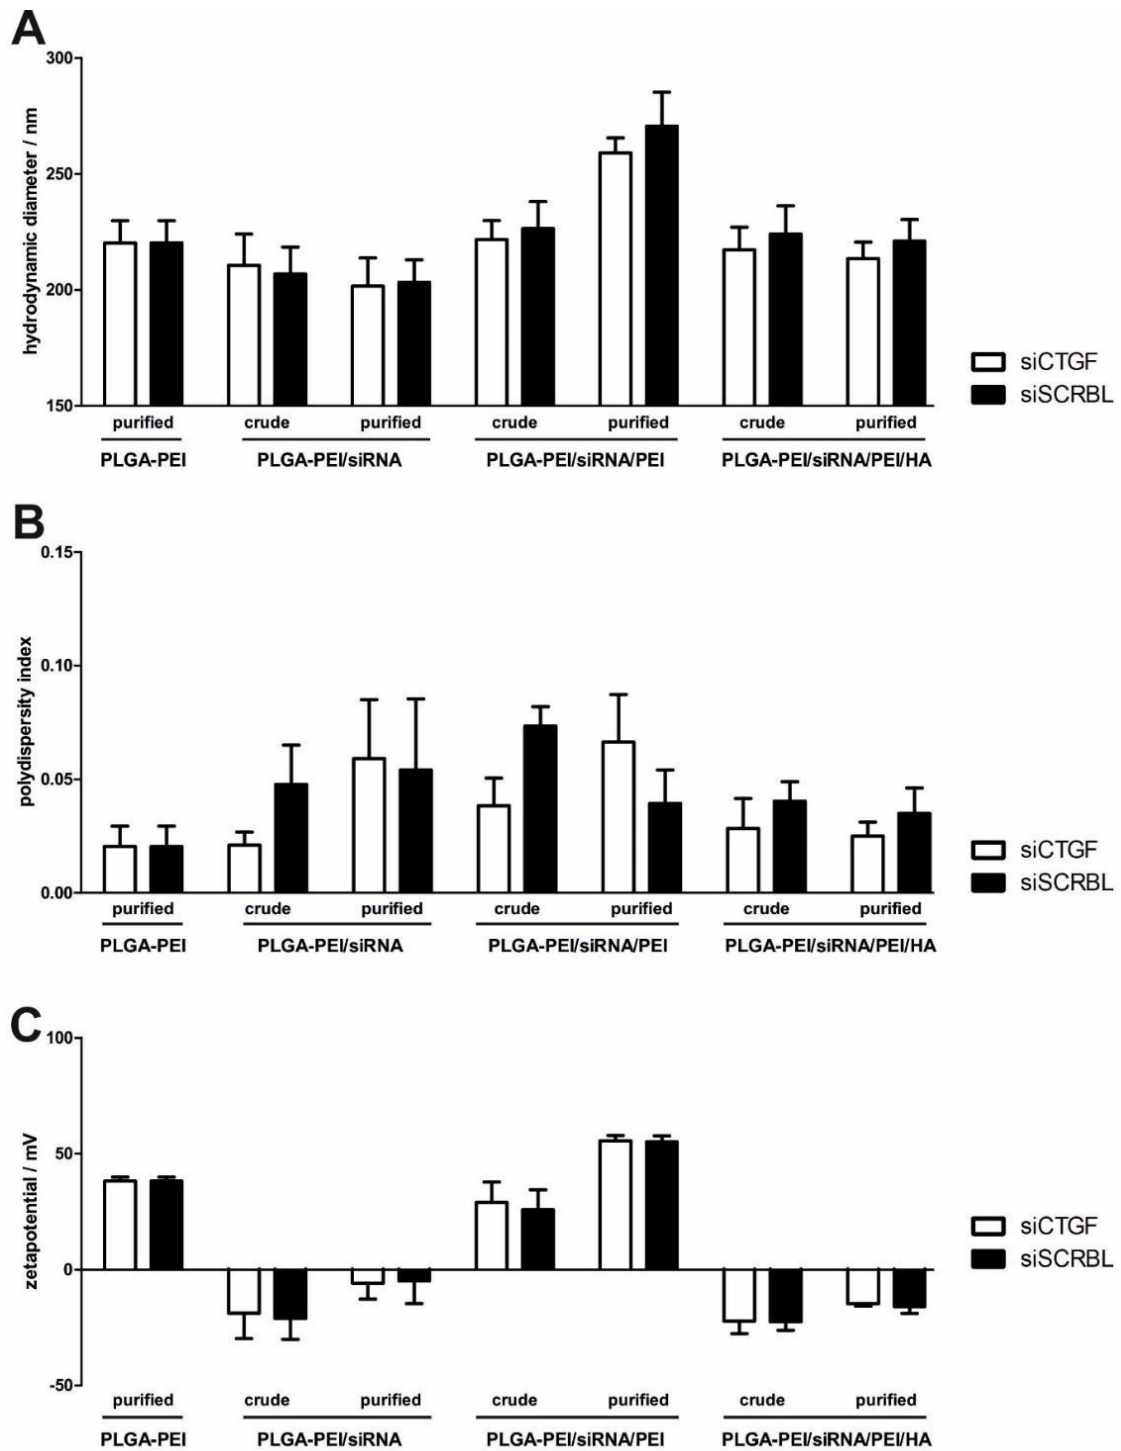 A
300
250
200
150
hydrodynamic diameter / nm
purified crude purified crude purified crude purified
PLGA-PEI PLGA-PEI/siRNA PLGA-PEI/siRNA/PEI PLGA-PEI/siRNA/PEI/HA
siCTGF
siSCRBL
B
0.15
0.10
0.05
0.00
polydispersity index
purified crude purified crude purified crude purified
PLGA-PEI PLGA-PEI/siRNA PLGA-PEI/siRNA/PEI PLGA-PEI/siRNA/PEI/HA
siCTGF
siSCRBL
C
100
50
0
-50
zetapotential / mV
purified crude purified crude purified crude purified
PLGA-PEI PLGA-PEI/siRNA PLGA-PEI/siRNA/PEI PLGA-PEI/siRNA/PEI/HA
siCTGF
siSCRBL